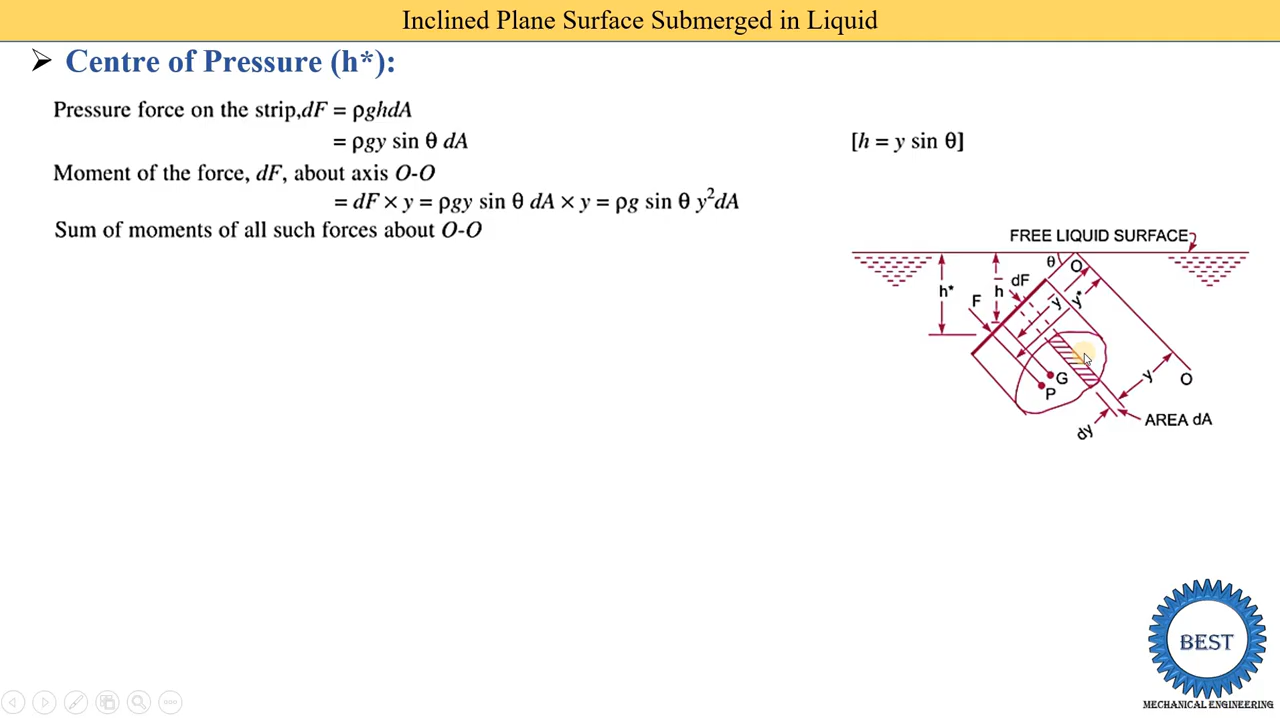 Inclined Plane Surface Submerged in Liquid
➤ Centre of Pressure (h*):
Pressure force on the strip,dF = ρghdA
= ρgy sin θ dA [h = y sin θ]
Moment of the force, dF, about axis O-O
= dF × y = ρgy sin θ dA × y = ρg sin θ y²dA
Sum of moments of all such forces about O-O
FREE LIQUID SURFACE
θ
O
dF
h*
h̄
F
ȳ
y*
G
P
y
O
AREA dA
dy
BEST
MECHANICAL ENGINEERING